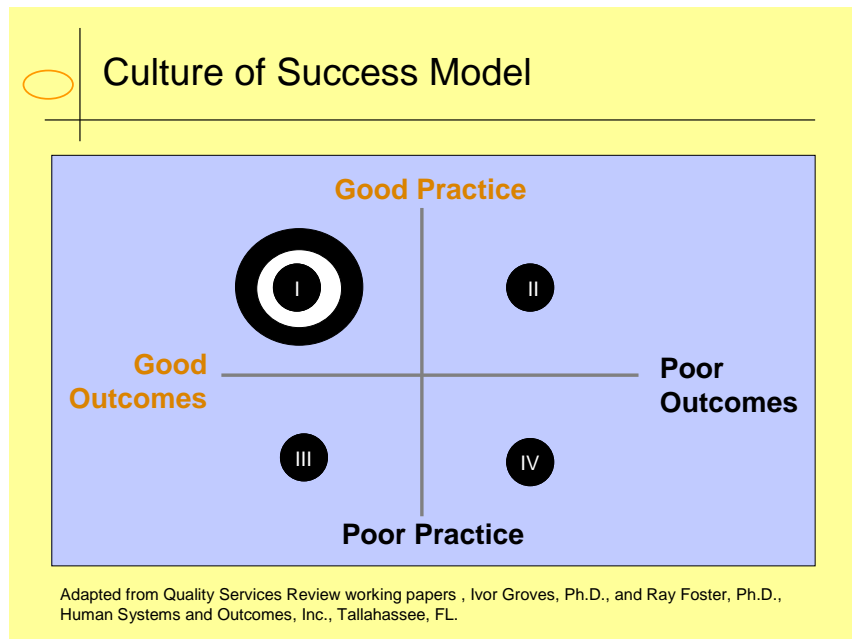 Culture of Success Model
Good Practice
I
II
Good
Outcomes
Poor
Outcomes
III
IV
Poor Practice
Adapted from Quality Services Review working papers , Ivor Groves, Ph.D., and Ray Foster, Ph.D.,
Human Systems and Outcomes, Inc., Tallahassee, FL.